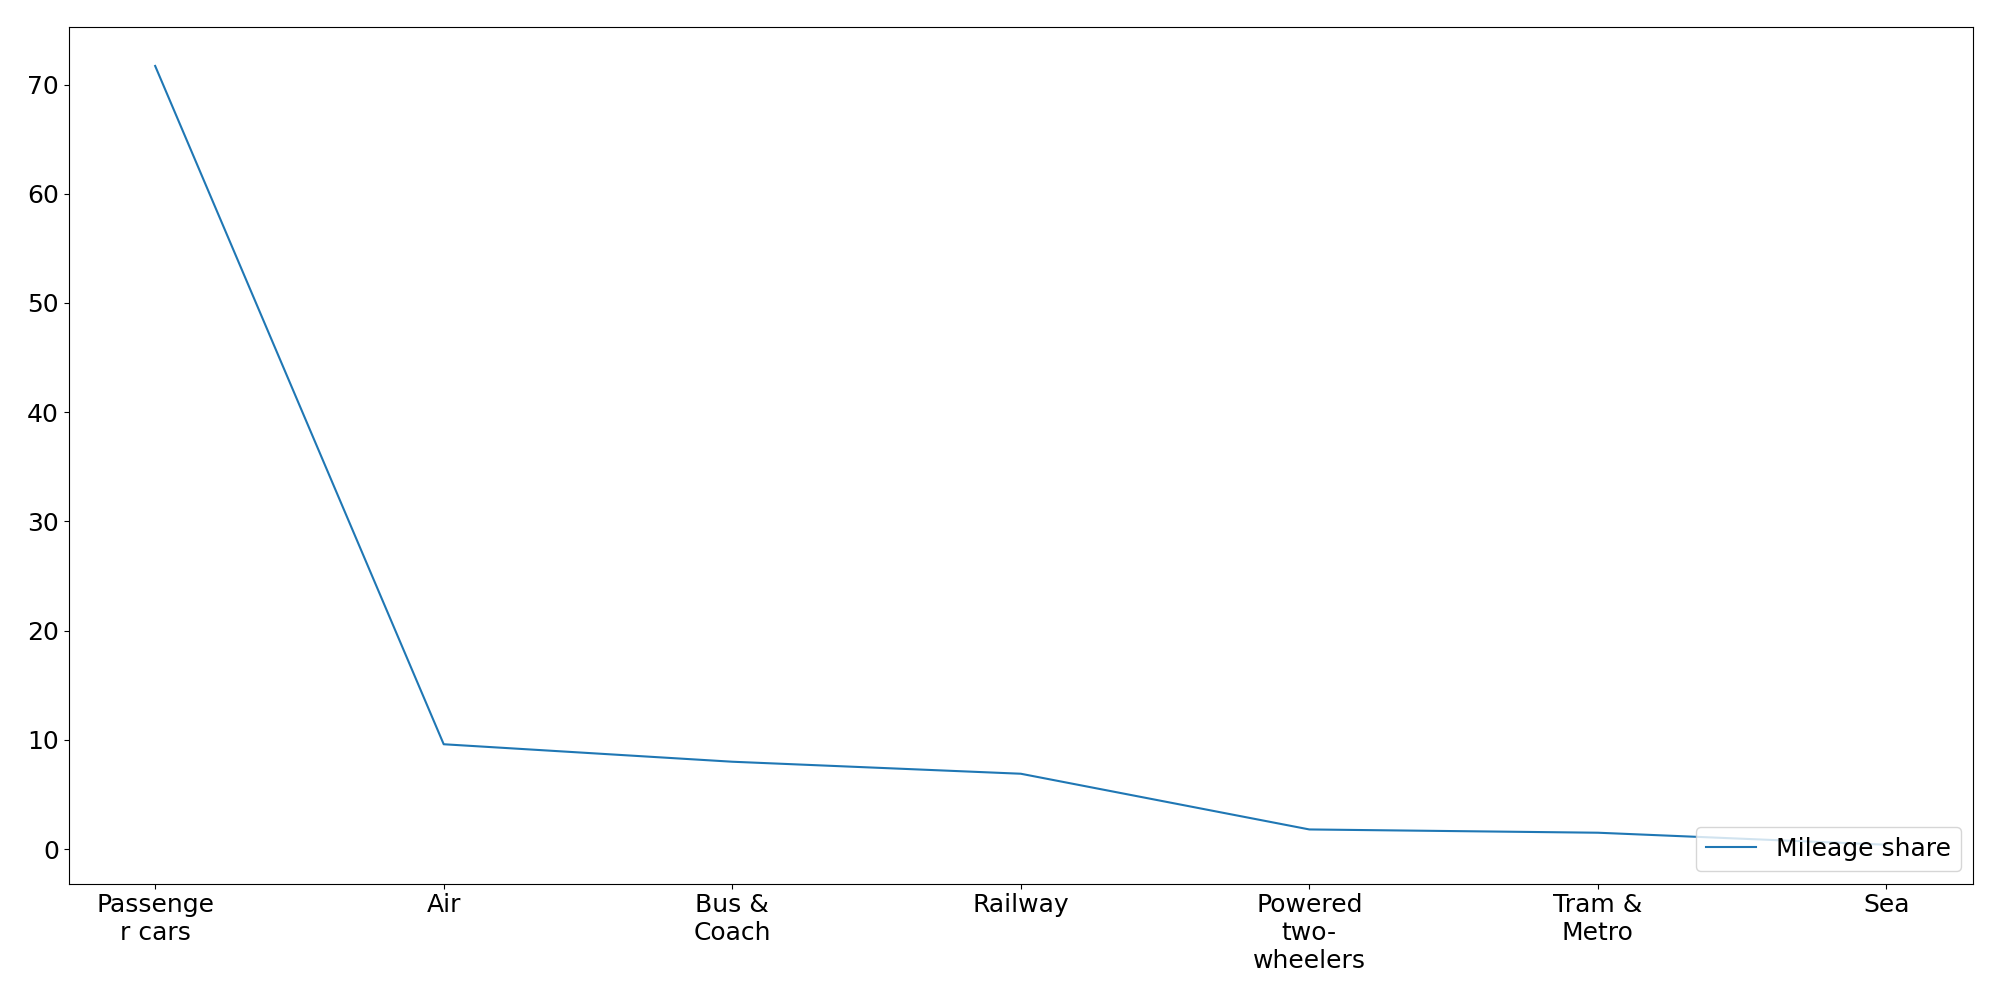 70
60
50
40
30
20
10
0
Mileage share
Passenge
r cars
Air
Bus &
Coach
Railway
Powered
two-
wheelers
Tram &
Metro
Sea